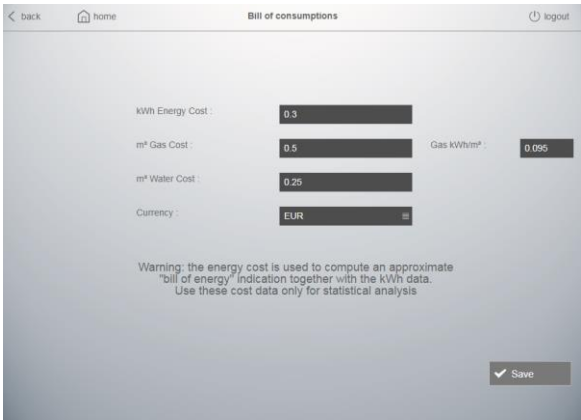 back home Bill of consumptions logout
kWh Energy Cost : 0.3
m³ Gas Cost : 0.5 Gas kWh/m³ : 0.095
m³ Water Cost : 0.25
Currency : EUR
Warning: the energy cost is used to compute an approximate
"bill of energy" indication together with the kWh data.
Use these cost data only for statistical analysis
Save